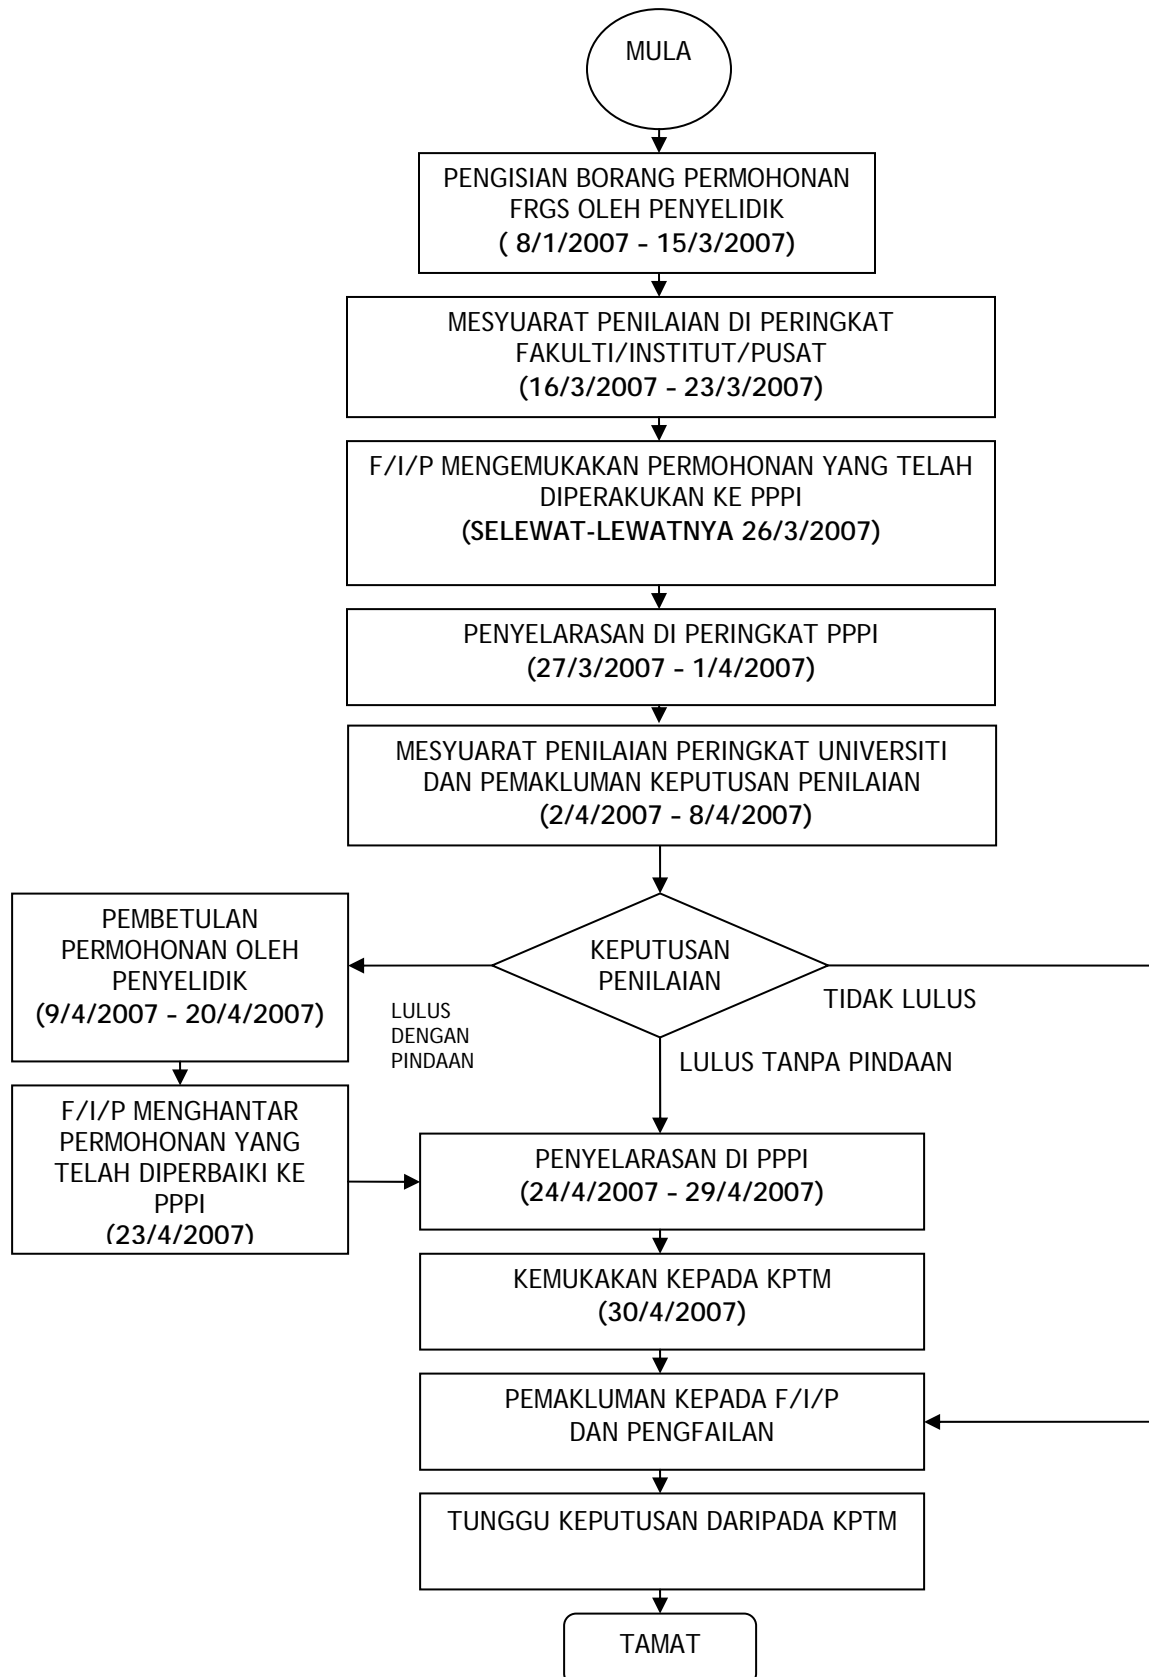 MULA
PENGISIAN BORANG PERMOHONAN
FRGS OLEH PENYELIDIK
( 8/1/2007 - 15/3/2007)
MESYUARAT PENILAIAN DI PERINGKAT
FAKULTI/INSTITUT/PUSAT
(16/3/2007 - 23/3/2007)
F/I/P MENGEMUKAKAN PERMOHONAN YANG TELAH
DIPERAKUKAN KE PPPI
(SELEWAT-LEWATNYA 26/3/2007)
PENYELARASAN DI PERINGKAT PPPI
(27/3/2007 - 1/4/2007)
MESYUARAT PENILAIAN PERINGKAT UNIVERSITI
DAN PEMAKLUMAN KEPUTUSAN PENILAIAN
(2/4/2007 - 8/4/2007)
KEPUTUSAN
PENILAIAN
TIDAK LULUS
LULUS
DENGAN
PINDAAN
LULUS TANPA PINDAAN
PEMBETULAN
PERMOHONAN OLEH
PENYELIDIK
(9/4/2007 - 20/4/2007)
F/I/P MENGHANTAR
PERMOHONAN YANG
TELAH DIPERBAIKI KE
PPPI
(23/4/2007)
PENYELARASAN DI PPPI
(24/4/2007 - 29/4/2007)
KEMUKAKAN KEPADA KPTM
(30/4/2007)
PEMAKLUMAN KEPADA F/I/P
DAN PENGFAILAN
TUNGGU KEPUTUSAN DARIPADA KPTM
TAMAT